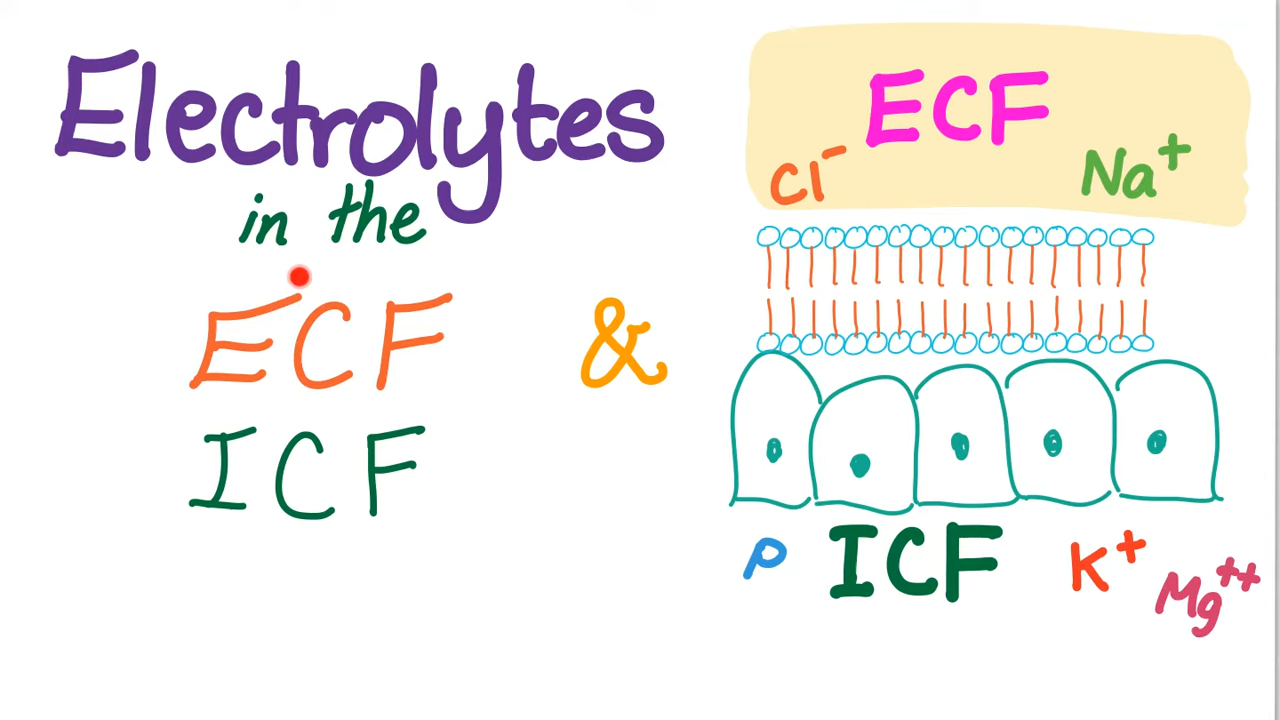 Electrolytes
in the
ECF &
ICF
ECF
Cl⁻ Na⁺
P ICF K⁺ Mg⁺⁺